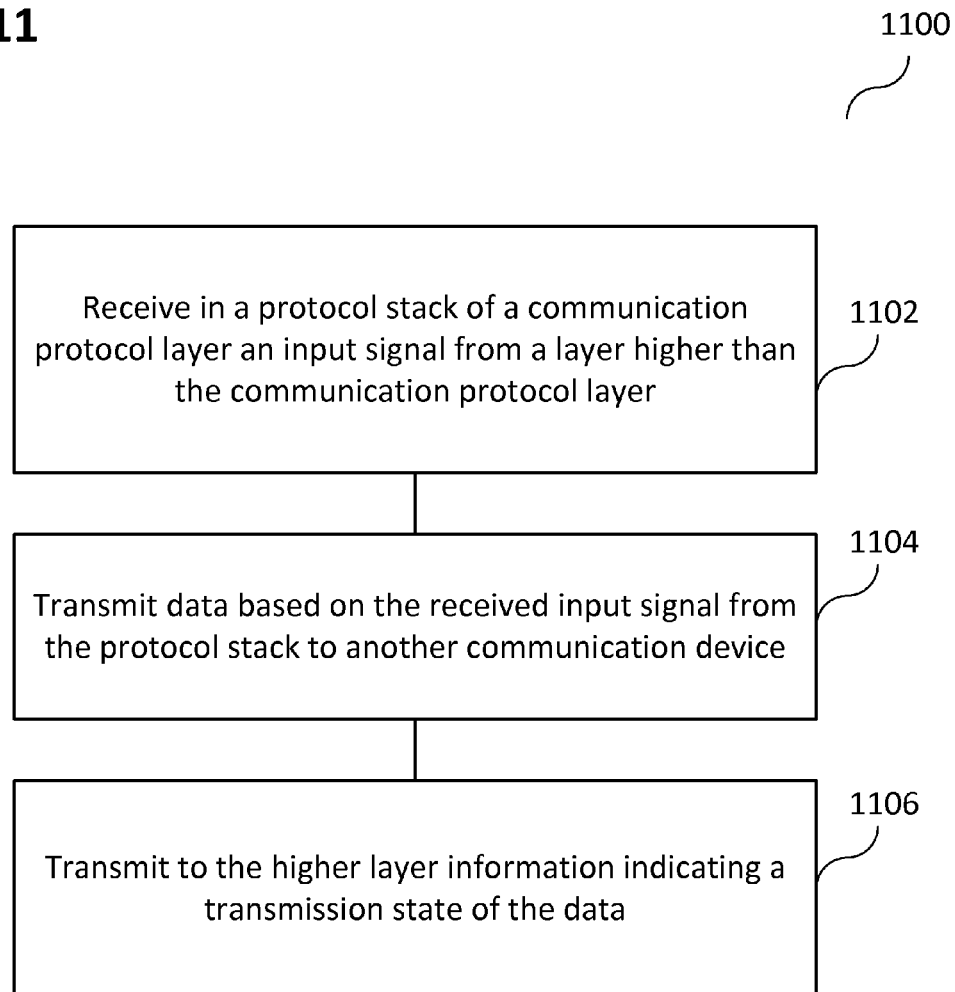 11
1100
Receive in a protocol stack of a communication
protocol layer an input signal from a layer higher than
the communication protocol layer
1102
Transmit data based on the received input signal from
the protocol stack to another communication device
1104
Transmit to the higher layer information indicating a
transmission state of the data
1106